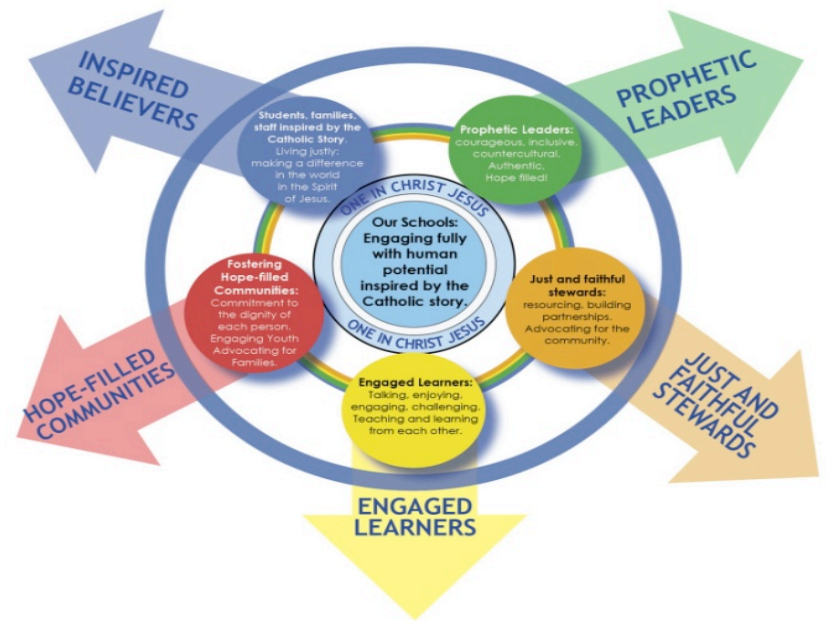 INSPIRED
BELIEVERS
PROPHETIC
LEADERS
Students, families,
staff inspired by the
Catholic Story.
Living justly:
making a difference
in the world
in the Spirit
of Jesus.
Prophetic Leaders:
courageous, inclusive,
countercultural,
Authentic,
Hope filled!
ONE IN CHRIST JESUS
Our Schools:
Engaging fully
with human
potential
inspired by the
Catholic story.
ONE IN CHRIST JESUS
Fostering
Hope-filled
Communities:
Commitment to
the dignity of
each person.
Engaging Youth
Advocating for
Families.
Just and faithful
stewards:
resourcing, building
partnerships.
Advocating for the
community.
Engaged Learners:
Talking, enjoying,
engaging, challenging.
Teaching and learning
from each other.
HOPE-FILLED
COMMUNITIES
JUST AND
FAITHFUL
STEWARDS
ENGAGED
LEARNERS